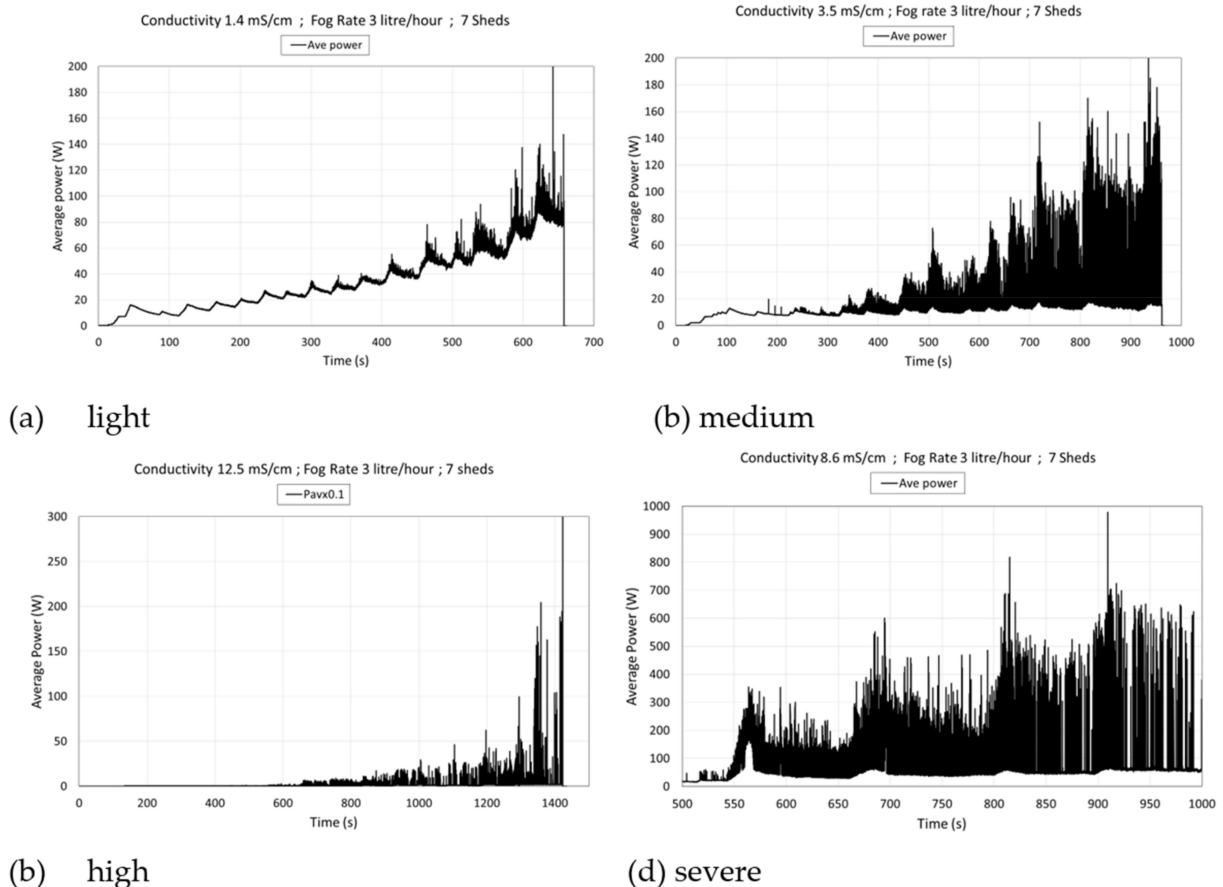 Conductivity 1.4 mS/cm ; Fog Rate 3 litre/hour ; 7 Sheds
Ave power
Average power (W)
200
180
160
140
120
100
80
60
40
20
0
0 100 200 300 400 500 600 700
Time (s)
(a) light
Conductivity 3.5 mS/cm ; Fog rate 3 litre/hour ; 7 Sheds
Ave power
Average Power (W)
200
180
160
140
120
100
80
60
40
20
0
0 100 200 300 400 500 600 700 800 900 1000
Time (s)
(b) medium
Conductivity 12.5 mS/cm ; Fog Rate 3 litre/hour ; 7 sheds
Pavx0.1
Average Power (W)
300
250
200
150
100
50
0
0 200 400 600 800 1000 1200 1400
Time (s)
(b) high
Conductivity 8.6 mS/cm ; Fog Rate 3 litre/hour ; 7 Sheds
Ave power
Average Power (W)
1000
900
800
700
600
500
400
300
200
100
0
500 550 600 650 700 750 800 850 900 950 1000
Time (s)
(d) severe